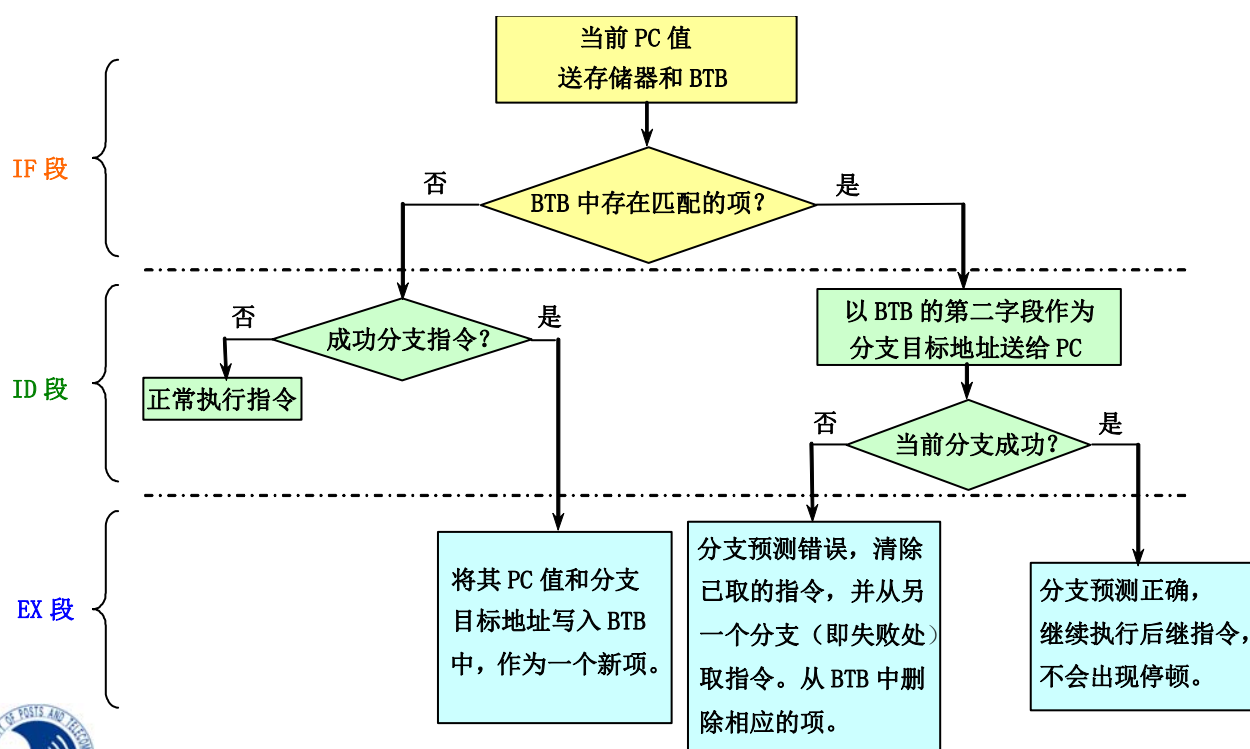 当前 PC 值
送存储器和 BTB
IF 段
否
BTB 中存在匹配的项？
是
否
成功分支指令？
是
以 BTB 的第二字段作为
分支目标地址送给 PC
ID 段
正常执行指令
否
当前分支成功？
是
EX 段
将其 PC 值和分支
目标地址写入 BTB
中，作为一个新项。
分支预测错误，清除
已取的指令，并从另
一个分支（即失败处）
取指令。从 BTB 中删
除相应的项。
分支预测正确，
继续执行后继指令，
不会出现停顿。
OF POSTS AND